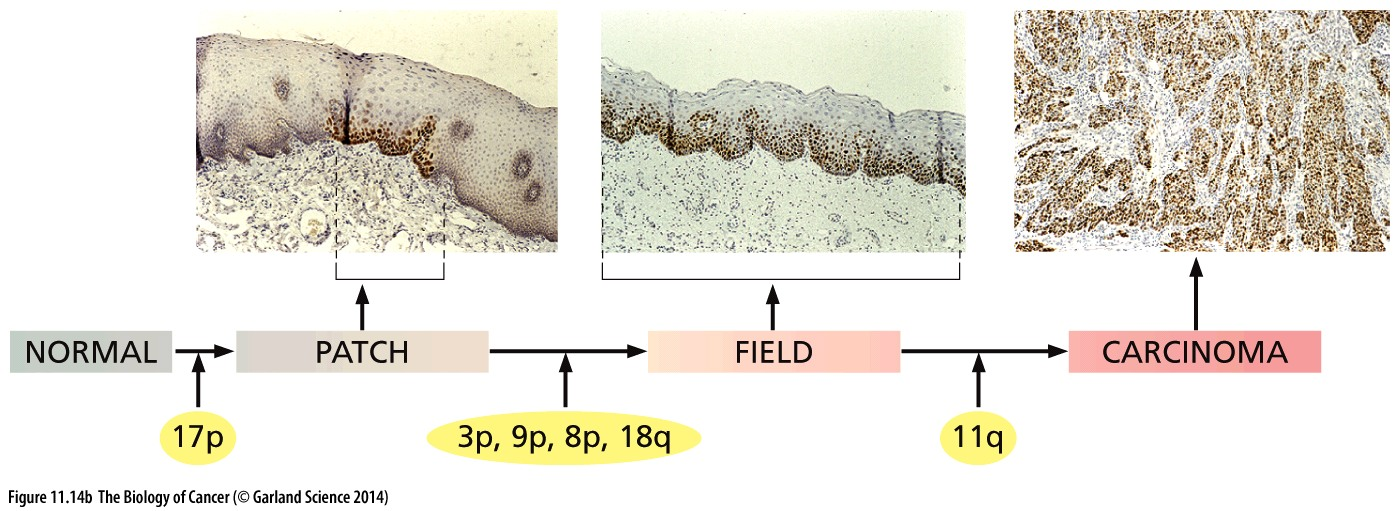 NORMAL
PATCH
FIELD
CARCINOMA
17p
3p, 9p, 8p, 18q
11q
Figure 11.14b The Biology of Cancer (© Garland Science 2014)